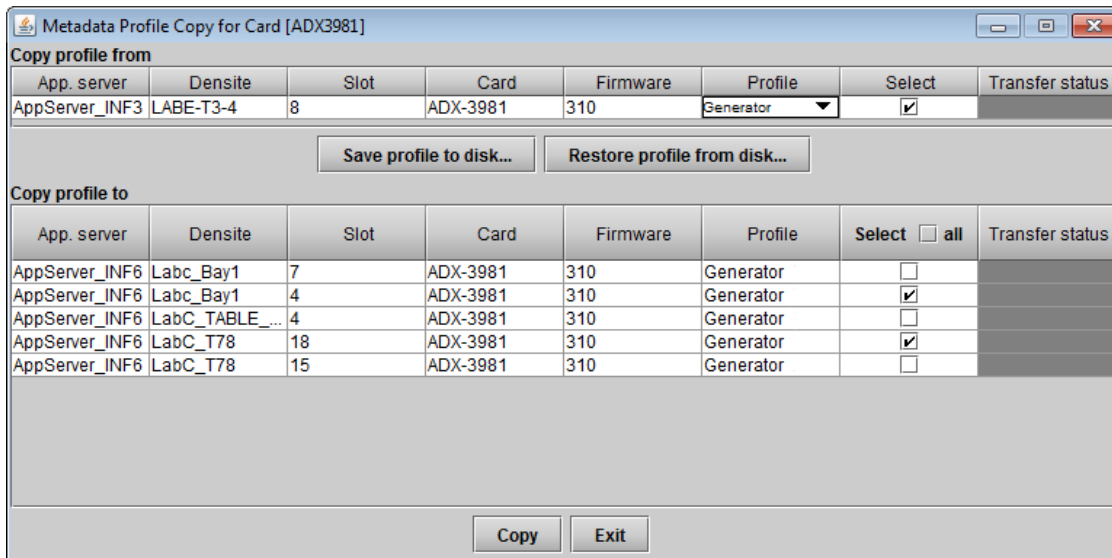 Metadata Profile Copy for Card [ADX3981]
Copy profile from
App. server Densite Slot Card Firmware Profile Select Transfer status
AppServer_INF3 LABE-T3-4 8 ADX-3981 310 Generator
Save profile to disk... Restore profile from disk...
Copy profile to
App. server Densite Slot Card Firmware Profile Select all Transfer status
AppServer_INF6 Labc_Bay1 7 ADX-3981 310 Generator
AppServer_INF6 Labc_Bay1 4 ADX-3981 310 Generator
AppServer_INF6 LabC_TABLE_... 4 ADX-3981 310 Generator
AppServer_INF6 LabC_T78 18 ADX-3981 310 Generator
AppServer_INF6 LabC_T78 15 ADX-3981 310 Generator
Copy Exit